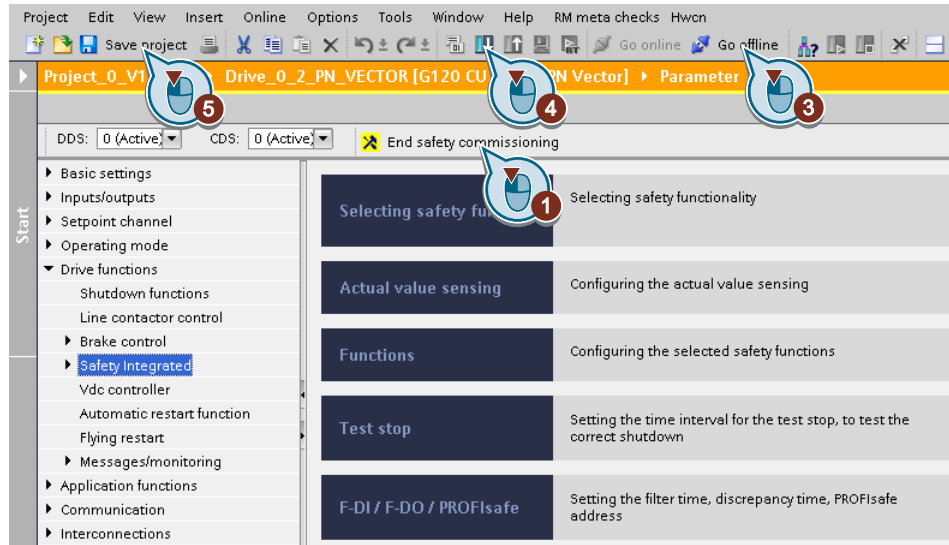 Project Edit View Insert Online Options Tools Window Help RM meta checks Hwcn
Save project Go online Go offline
Project_0_V1 Drive_0_2_PN_VECTOR [G120 CU PN Vector] Parameter
5
4
3
DDS: 0 (Active) CDS: 0 (Active) End safety commissioning
1
Start
Basic settings
Inputs/outputs
Setpoint channel
Operating mode
Drive functions
Shutdown functions
Line contactor control
Brake control
Safety Integrated
Vdc controller
Automatic restart function
Flying restart
Messages/monitoring
Application functions
Communication
Interconnections
Selecting safety Selecting safety functionality
Actual value sensing Configuring the actual value sensing
Functions Configuring the selected safety functions
Test stop Setting the time interval for the test stop, to test the
correct shutdown
F-DI / F-DO / PROFIsafe Setting the filter time, discrepancy time, PROFIsafe
address